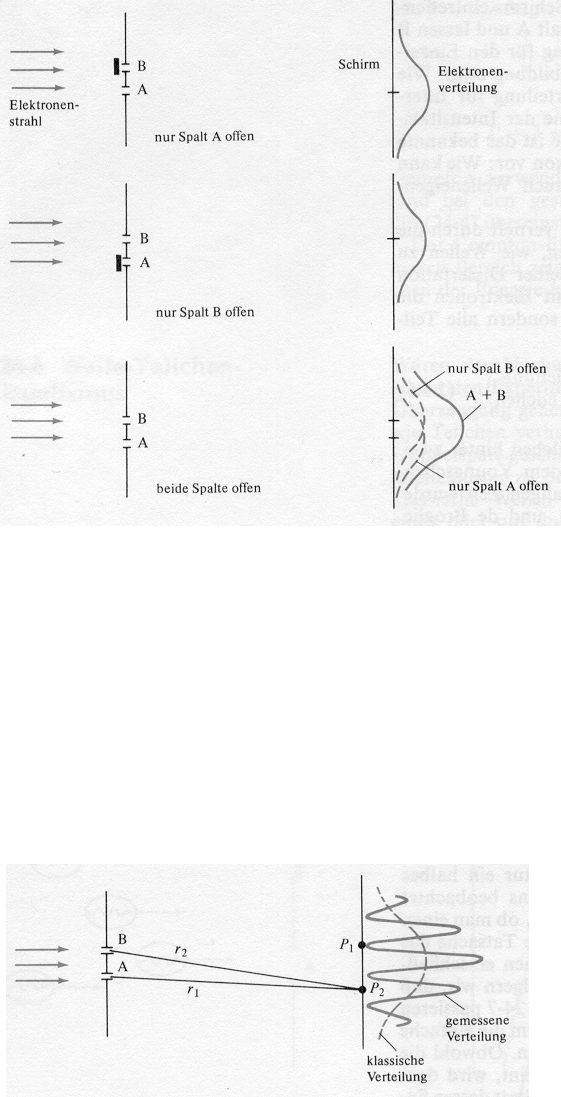 B
Schirm
Elektronen-
verteilung
A
Elektronen-
strahl
nur Spalt A offen
B
A
nur Spalt B offen
nur Spalt B offen
A + B
B
A
nur Spalt A offen
beide Spalte offen
B
r2
P1
A
r1
P2
gemessene
Verteilung
klassische
Verteilung